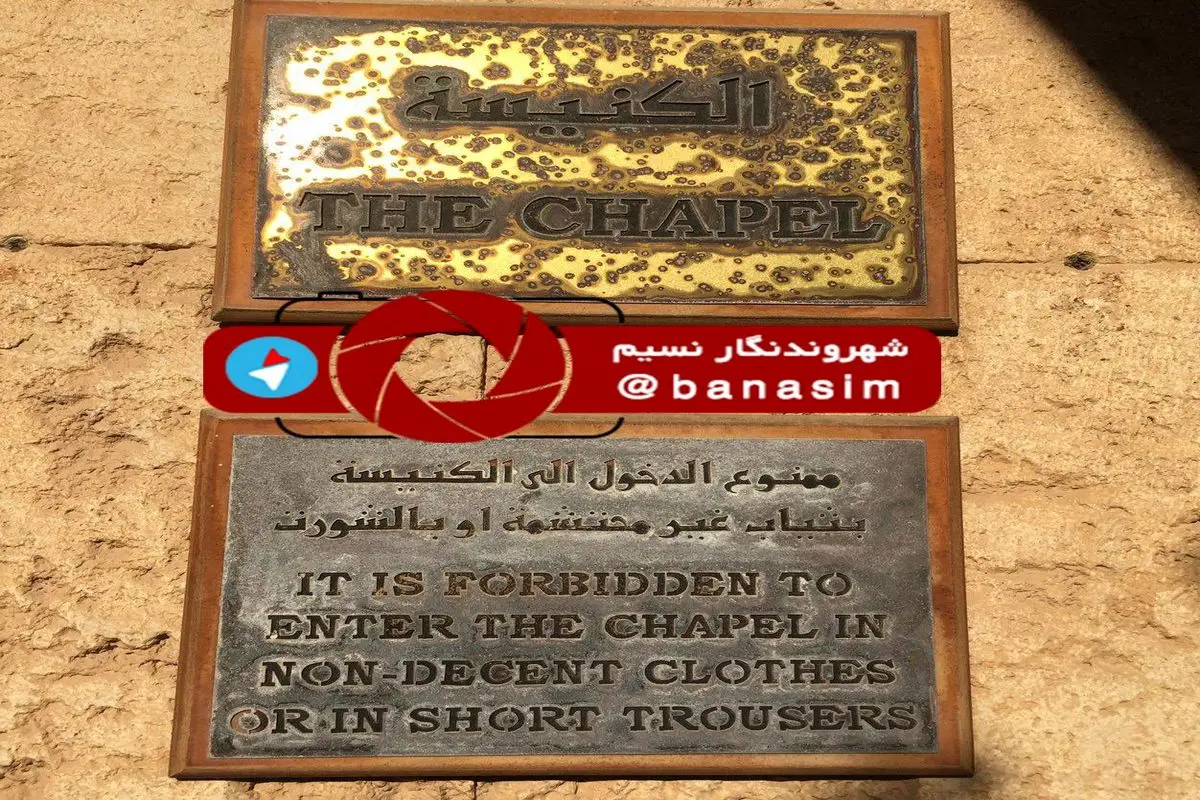 الكنيسة
THE CHAPEL
شهروندنگار نسیم
@banasim
ممنوع الدخول الى الكنيسة
بثياب غير محتشمة او بالشورت
IT IS FORBIDDEN TO
ENTER THE CHAPEL IN
NON-DECENT CLOTHES
OR IN SHORT TROUSERS